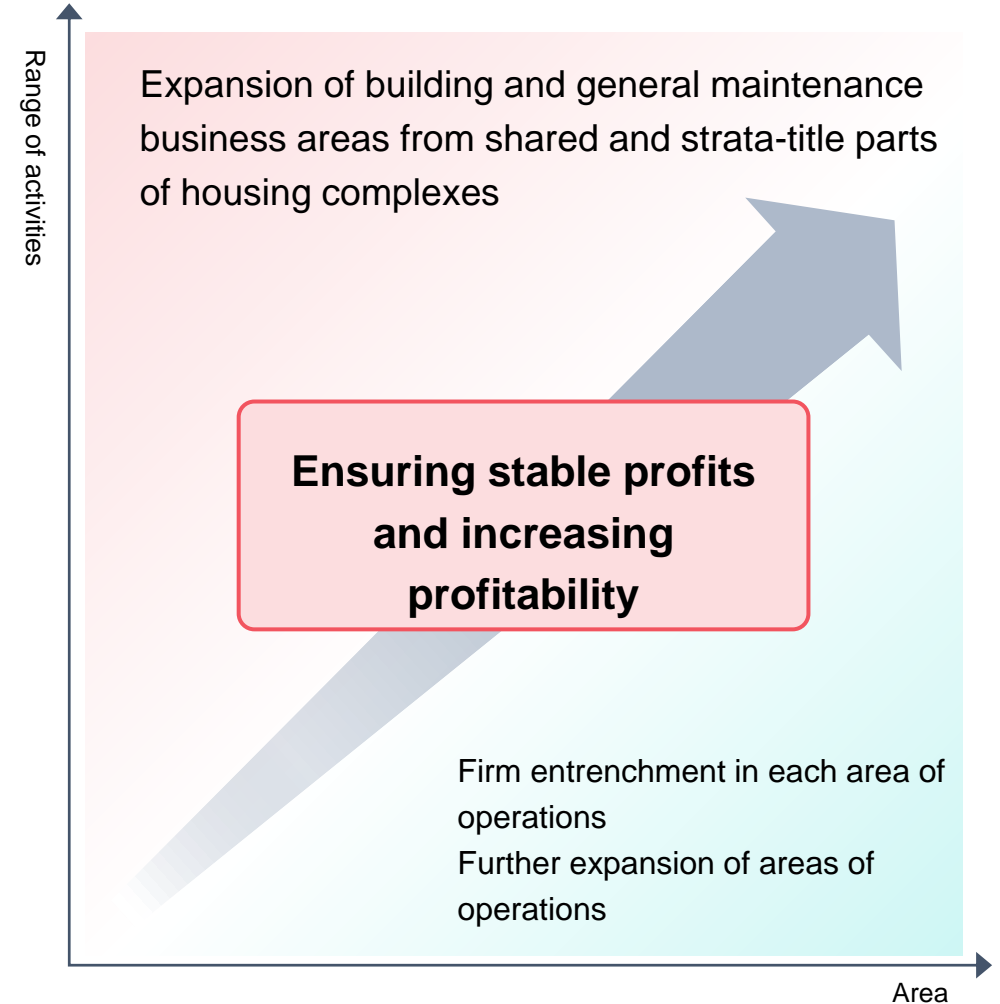 Range of activities
Expansion of building and general maintenance
business areas from shared and strata-title parts
of housing complexes
Ensuring stable profits
and increasing
profitability
Firm entrenchment in each area of
operations
Further expansion of areas of
operations
Area